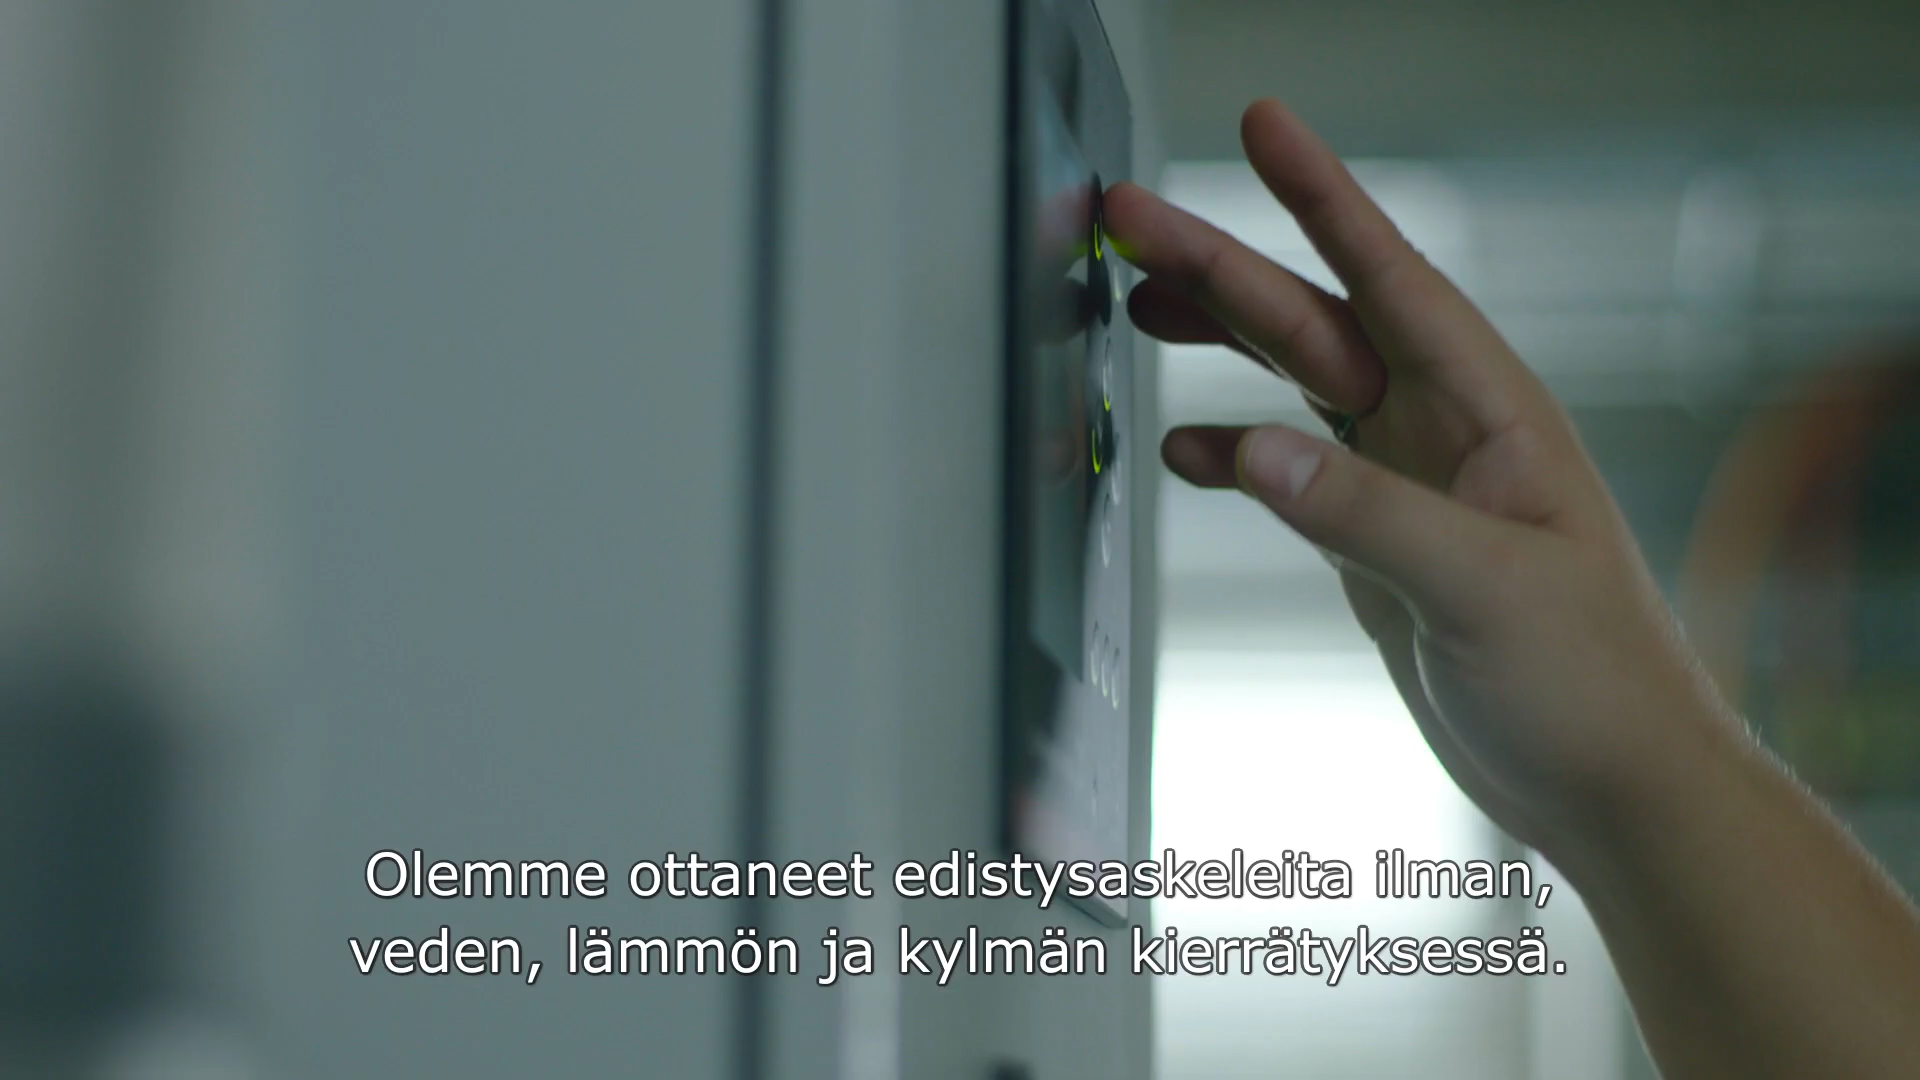 Olemme ottaneet edistysaskeleita ilman,
veden, lämmön ja kylmän kierrätyksessä.